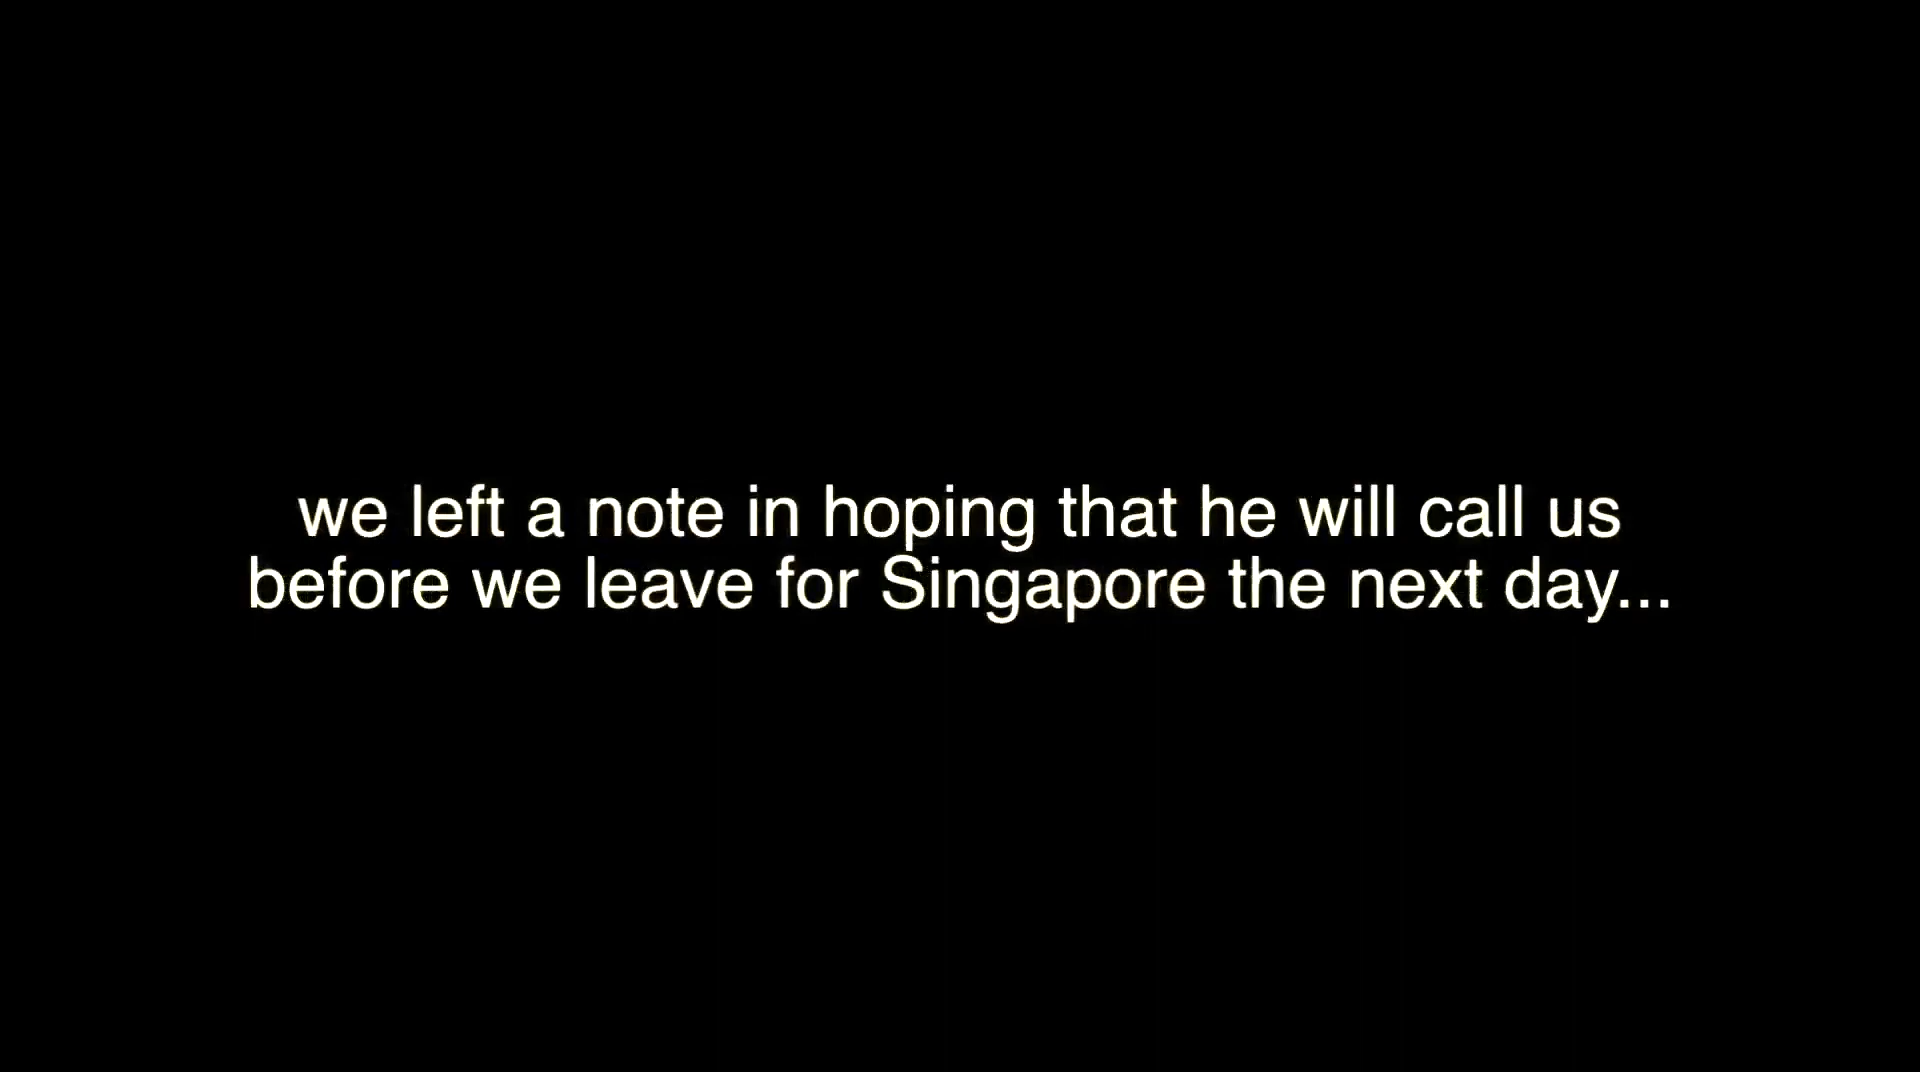 we left a note in hoping that he will call us
before we leave for Singapore the next day...